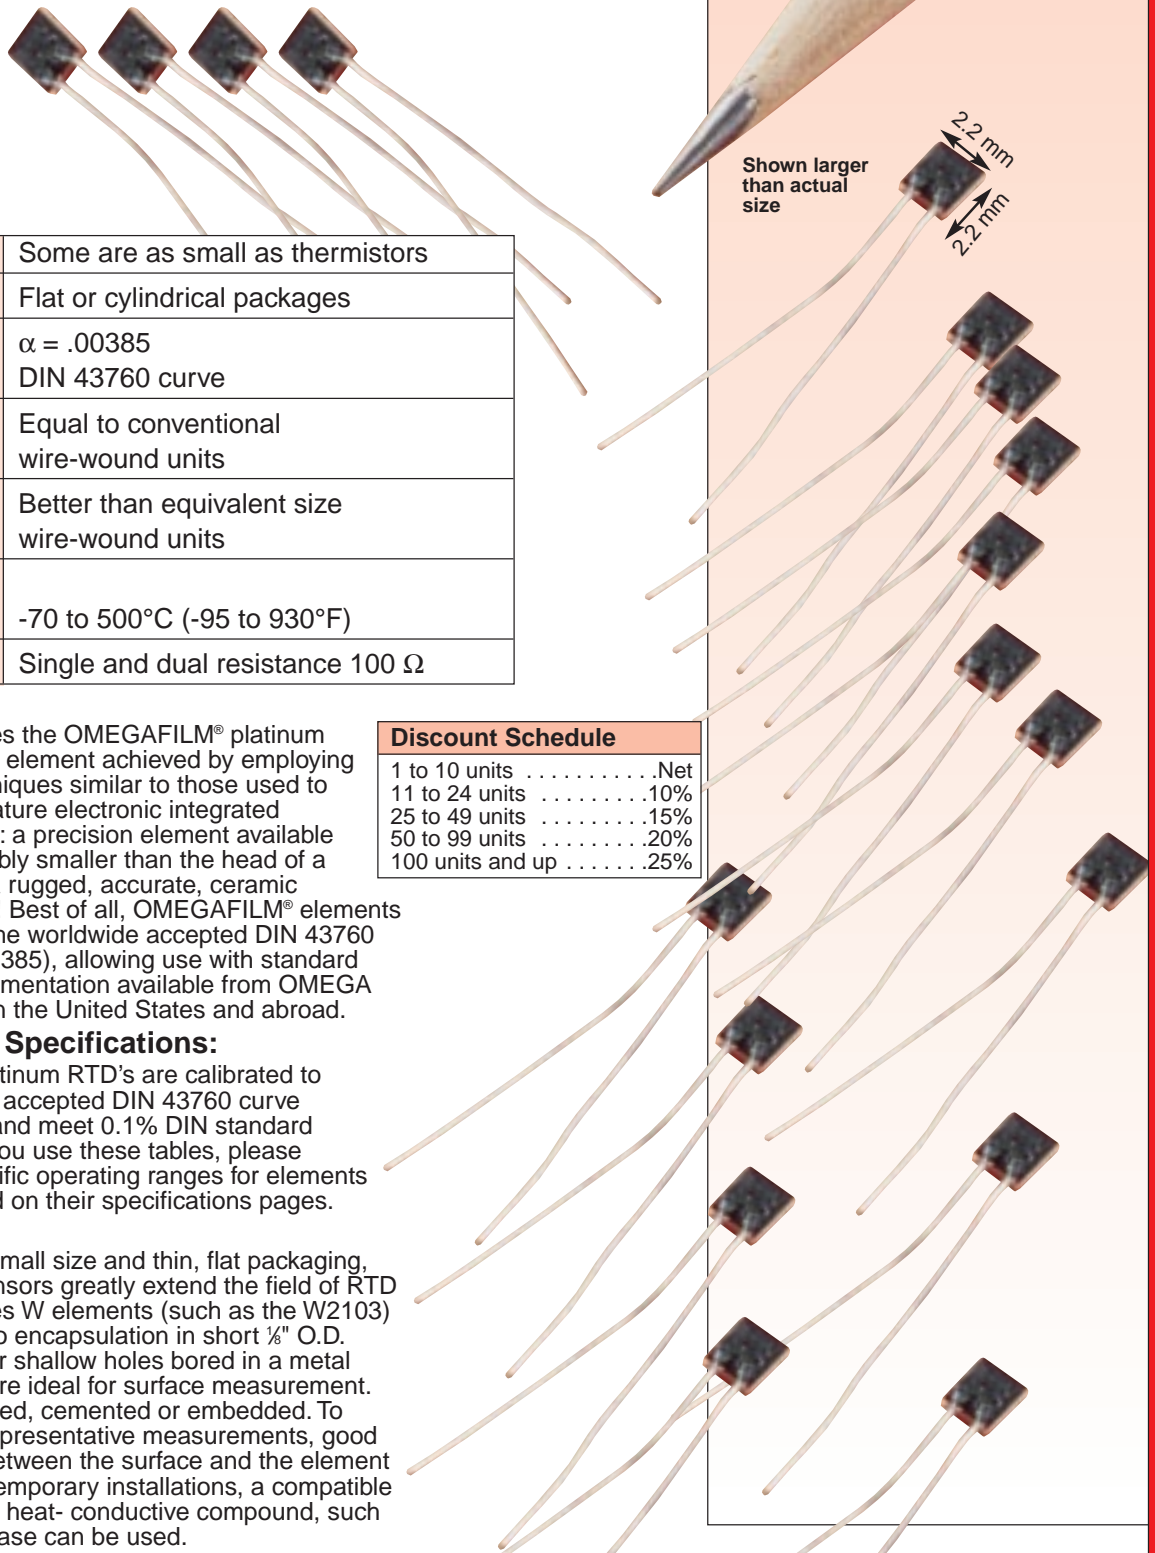 2.2 mm
Shown larger
than actual
size
2.2 mm
Some are as small as thermistors
Flat or cylindrical packages
α = .00385
DIN 43760 curve
Equal to conventional
wire-wound units
Better than equivalent size
wire-wound units
-70 to 500°C (-95 to 930°F)
Single and dual resistance 100 Ω
es the OMEGAFILM® platinum
element achieved by employing
niques similar to those used to
ature electronic integrated
: a precision element available
bly smaller than the head of a
rugged, accurate, ceramic
Best of all, OMEGAFILM® elements
he worldwide accepted DIN 43760
385), allowing use with standard
mentation available from OMEGA
n the United States and abroad.
Discount Schedule
1 to 10 units . . . . . . . . . . .Net
11 to 24 units . . . . . . . . .10%
25 to 49 units . . . . . . . . .15%
50 to 99 units . . . . . . . . .20%
100 units and up . . . . . . .25%
Specifications:
tinum RTD's are calibrated to
accepted DIN 43760 curve
and meet 0.1% DIN standard
ou use these tables, please
ific operating ranges for elements
d on their specifications pages.
mall size and thin, flat packaging,
nsors greatly extend the field of RTD
es W elements (such as the W2103)
o encapsulation in short ⅛" O.D.
r shallow holes bored in a metal
re ideal for surface measurement.
ed, cemented or embedded. To
presentative measurements, good
etween the surface and the element
emporary installations, a compatible
heat- conductive compound, such
ase can be used.